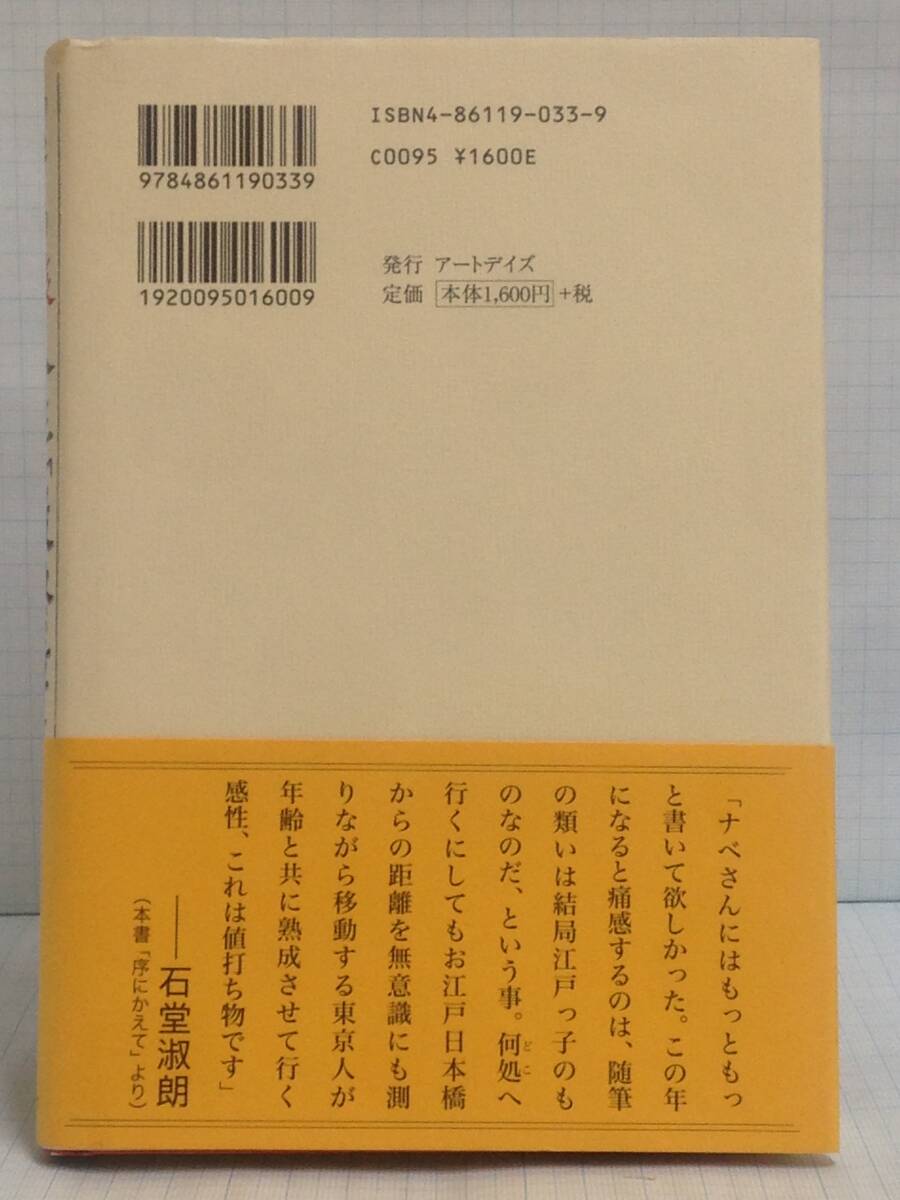 ISBN4-86119-033-9
C0095 ¥1600E
9784861190339
1920095016009
発行 アートデイズ
定価 本体1,600円 +税
「ナベさんにはもっともっ
と書いて欲しかった。この年
になると痛感するのは、随筆
の類いは結局江戸っ子のも
のなのだ、という事。何処へ
どこ
行くにしてもお江戸日本橋
からの距離を無意識にも測
りながら移動する東京人が
年齢と共に熟成させて行く
感性、これは値打ち物です」
――石堂淑朗
(本書「序にかえて」より)